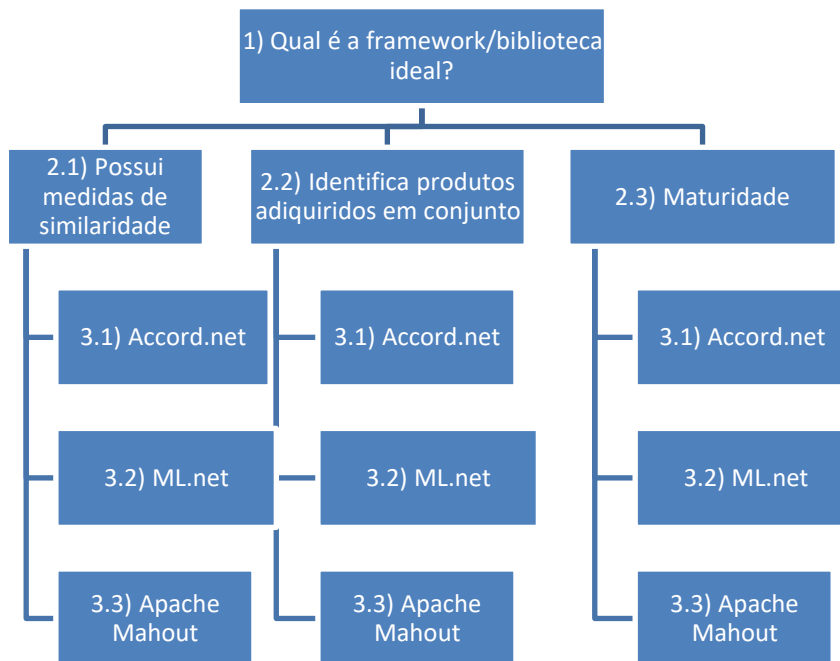 1) Qual é a framework/biblioteca
ideal?
2.1) Possui
medidas de
similaridade
2.2) Identifica produtos
adiquiridos em conjunto
2.3) Maturidade
3.1) Accord.net
3.1) Accord.net
3.1) Accord.net
3.2) ML.net
3.2) ML.net
3.2) ML.net
3.3) Apache
Mahout
3.3) Apache
Mahout
3.3) Apache
Mahout